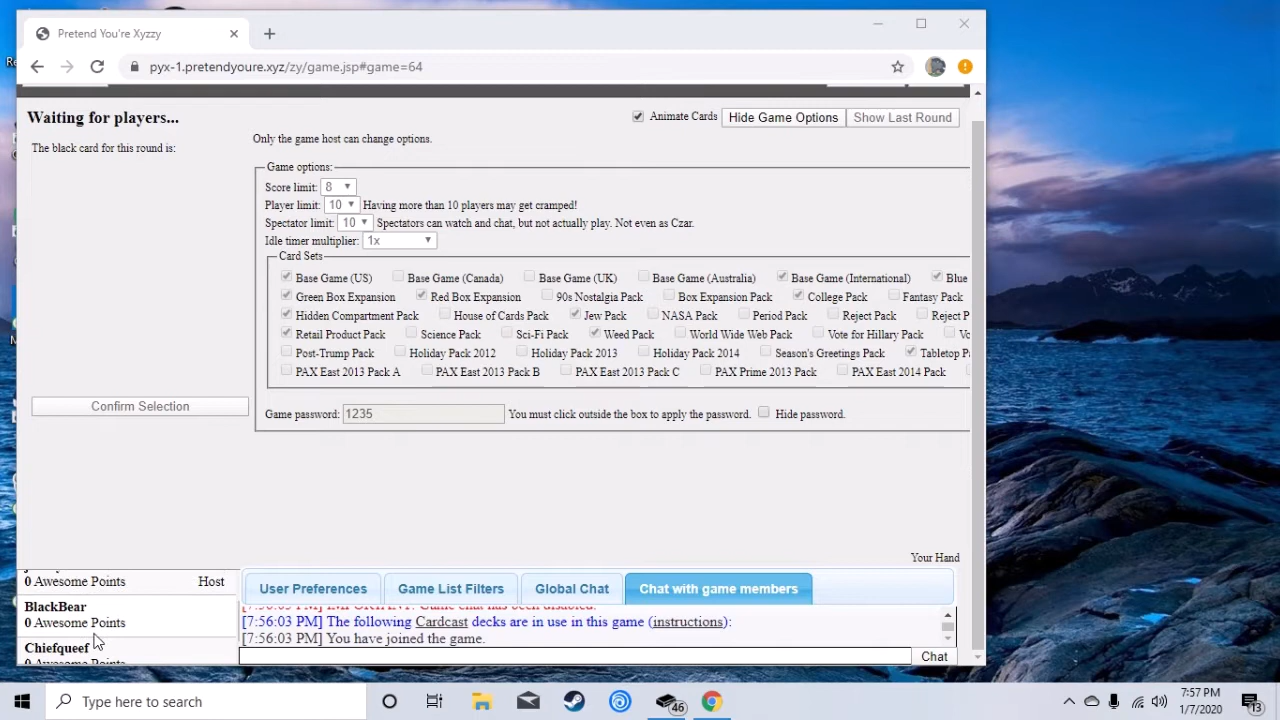 Pretend You're Xyzzy
pyx-1.pretendyoure.xyz/zy/game.jsp#game=64
Waiting for players...
Animate Cards
Hide Game Options
Show Last Round
The black card for this round is:
Only the game host can change options.
Game options:
Score limit: 8
Player limit: 10 Having more than 10 players may get cramped!
Spectator limit: 10 Spectators can watch and chat, but not actually play. Not even as Czar.
Idle timer multiplier: 1x
Card Sets
Base Game (US) Base Game (Canada) Base Game (UK) Base Game (Australia) Base Game (International) Blue
Green Box Expansion Red Box Expansion 90s Nostalgia Pack Box Expansion Pack College Pack Fantasy Pack
Hidden Compartment Pack House of Cards Pack Jew Pack NASA Pack Period Pack Reject Pack Reject P
Retail Product Pack Science Pack Sci-Fi Pack Weed Pack World Wide Web Pack Vote for Hillary Pack Vo
Post-Trump Pack Holiday Pack 2012 Holiday Pack 2013 Holiday Pack 2014 Season's Greetings Pack Tabletop P
PAX East 2013 Pack A PAX East 2013 Pack B PAX East 2013 Pack C PAX Prime 2013 Pack PAX East 2014 Pack
Confirm Selection
Game password: 1235 You must click outside the box to apply the password. Hide password.
Your Hand
0 Awesome Points Host
BlackBear
0 Awesome Points
Chiefqueef
0 Awesome Points
User Preferences
Game List Filters
Global Chat
Chat with game members
[7:56:03 PM] The following Cardcast decks are in use in this game (instructions):
[7:56:03 PM] You have joined the game.
Chat
Type here to search
46
7:57 PM
1/7/2020
13